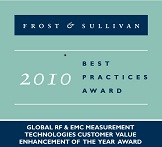 FROST & SULLIVAN
2010
BEST
PRACTICES
AWARD
GLOBAL RF & EMC MEASUREMENT
TECHNOLOGIES CUSTOMER VALUE
ENHANCEMENT OF THE YEAR AWARD